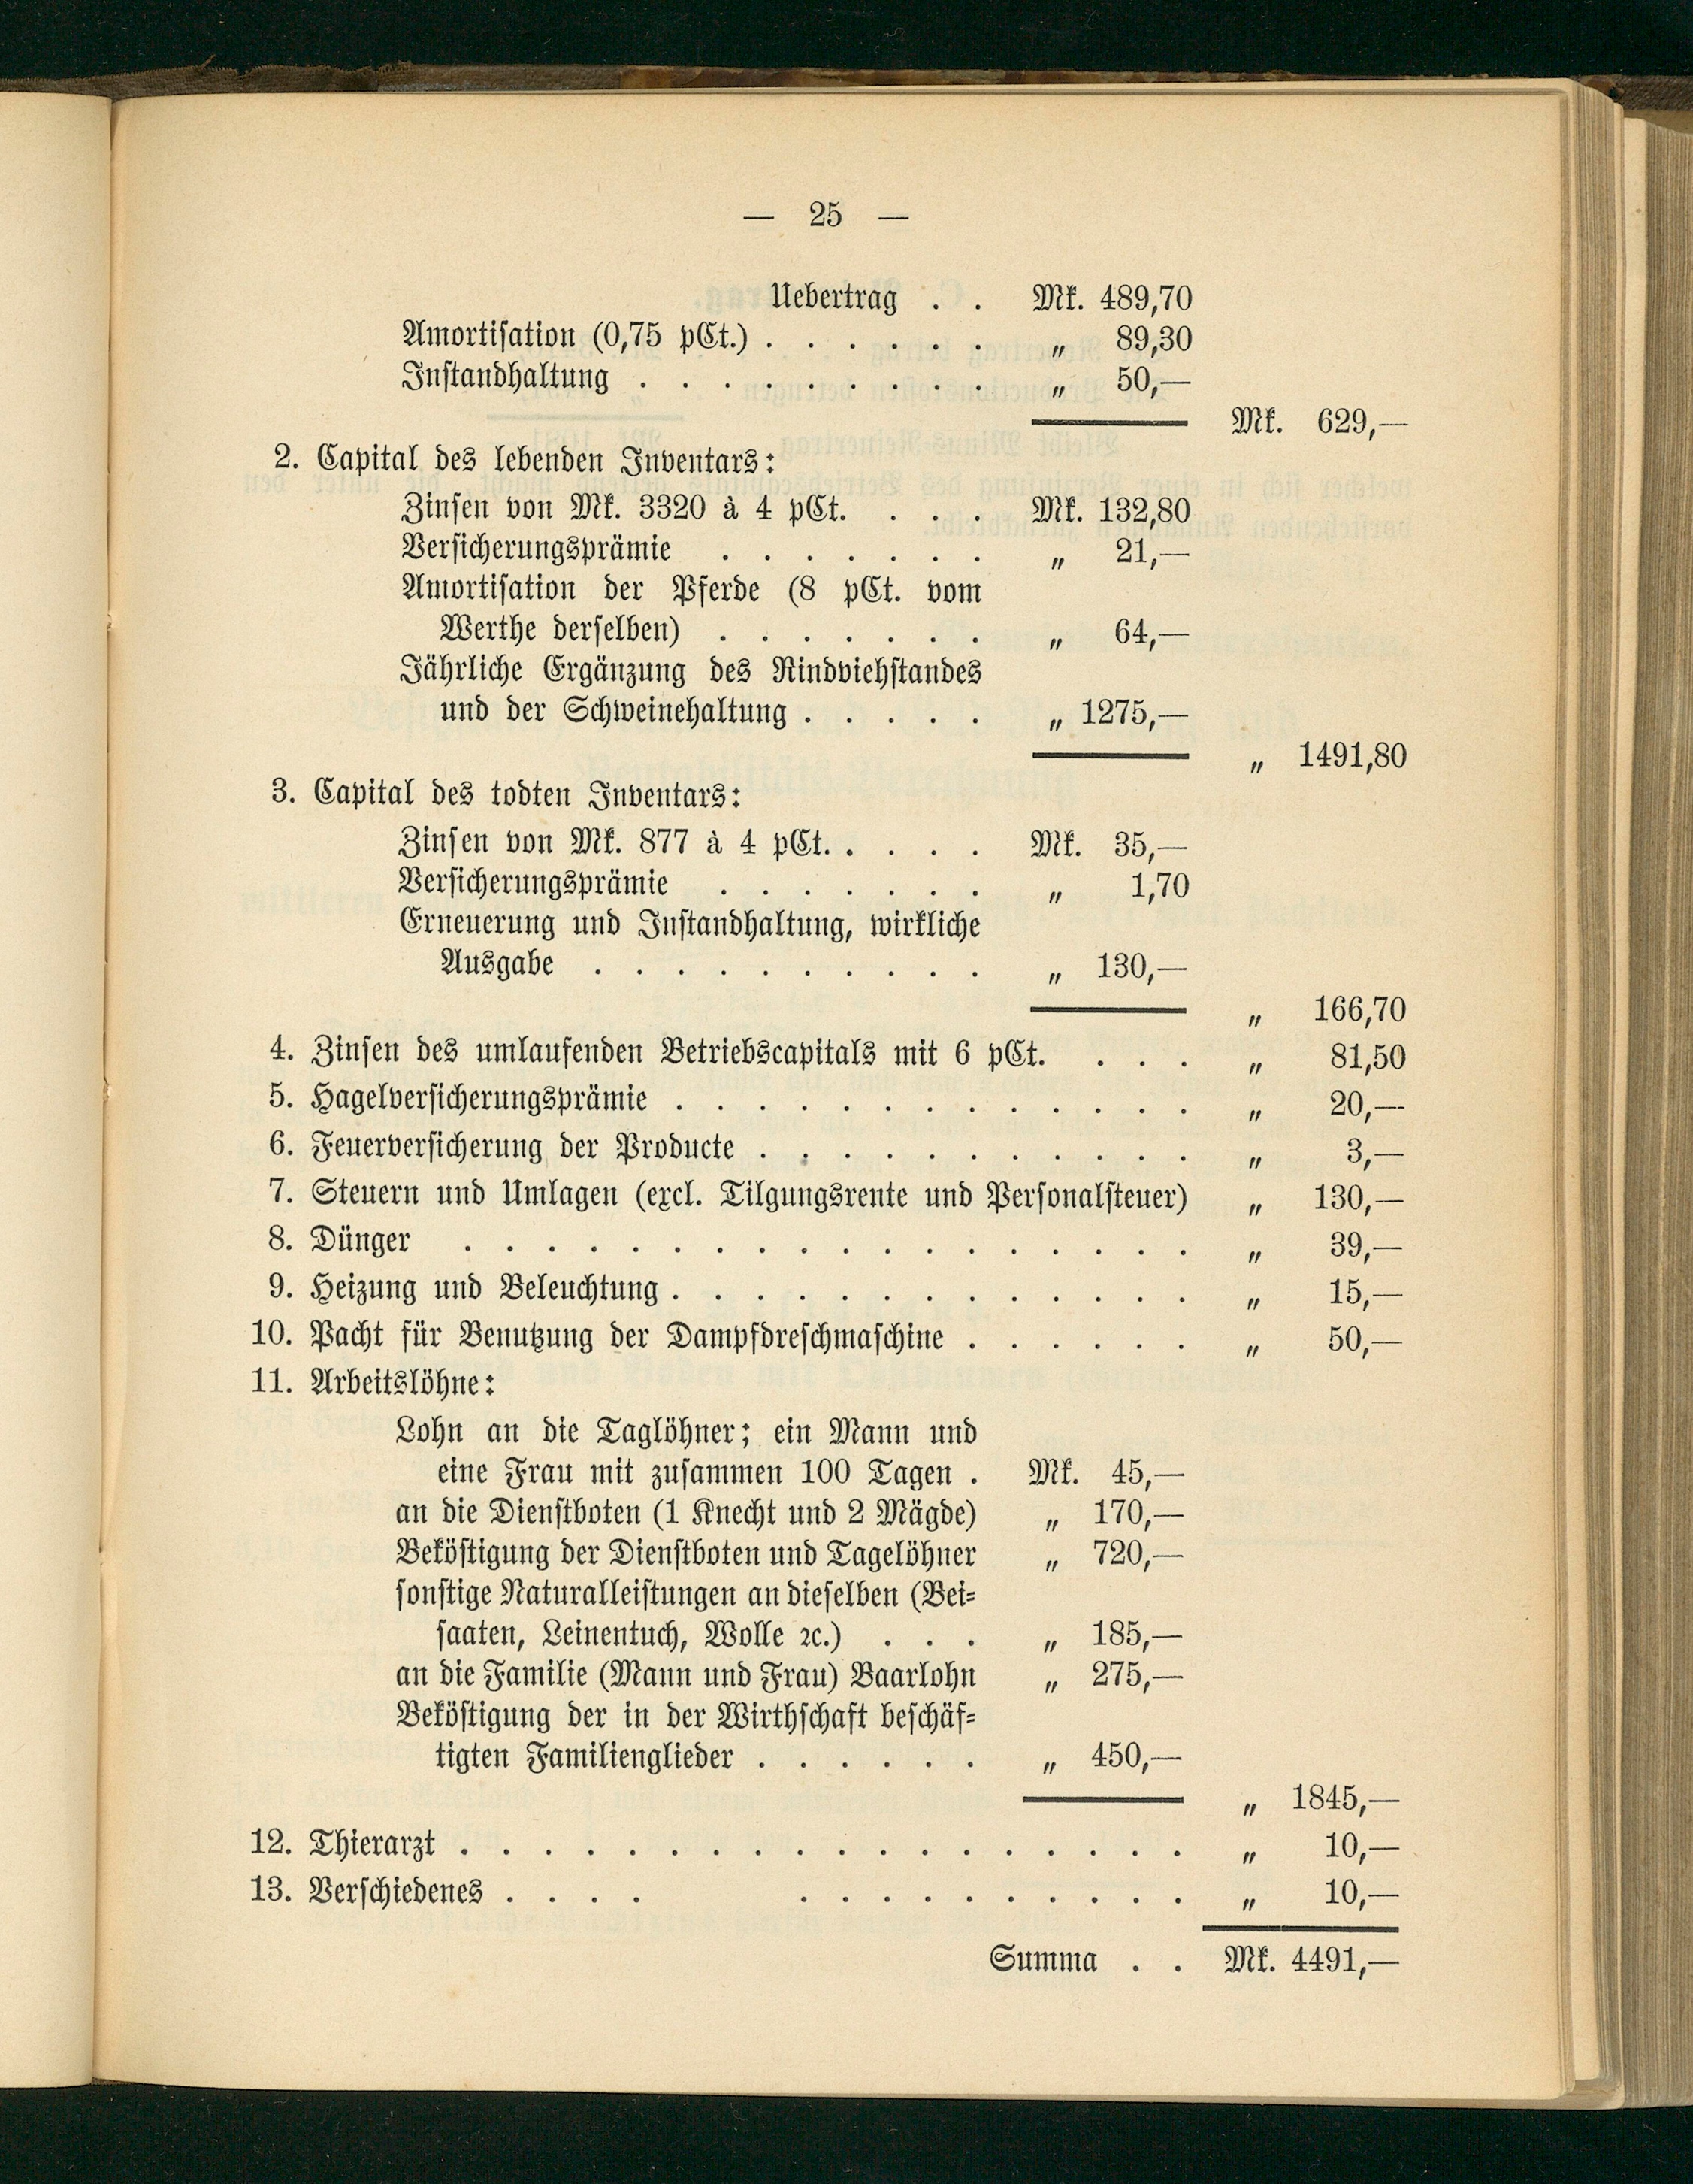 — 25 —
Uebertrag . . Mk. 489,70
Amortisation (0,75 pCt.) . . . . . . „ 89,30
Instandhaltung . . . . . . . . . „ 50,—
Mk. 629,—
2. Capital des lebenden Inventars:
Zinsen von Mk. 3320 à 4 pCt. . . . Mk. 132,80
Versicherungsprämie . . . . . . . „ 21,—
Amortisation der Pferde (8 pCt. vom
Werthe derselben) . . . . . . . „ 64,—
Jährliche Ergänzung des Rindviehstandes
und der Schweinehaltung . . . . . „ 1275,—
„ 1491,80
3. Capital des todten Inventars:
Zinsen von Mk. 877 à 4 pCt. . . . . Mk. 35,—
Versicherungsprämie . . . . . . . „ 1,70
Erneuerung und Instandhaltung, wirkliche
Ausgabe . . . . . . . . . . „ 130,—
„ 166,70
4. Zinsen des umlaufenden Betriebscapitals mit 6 pCt. . . . „ 81,50
5. Hagelversicherungsprämie . . . . . . . . . . . . . „ 20,—
6. Feuerversicherung der Producte . . . . . . . . . . . „ 3,—
7. Steuern und Umlagen (excl. Tilgungsrente und Personalsteuer) „ 130,—
8. Dünger . . . . . . . . . . . . . . . . . . „ 39,—
9. Heizung und Beleuchtung . . . . . . . . . . . . . „ 15,—
10. Pacht für Benutzung der Dampfdreschmaschine . . . . . . „ 50,—
11. Arbeitslöhne:
Lohn an die Taglöhner; ein Mann und
eine Frau mit zusammen 100 Tagen . Mk. 45,—
an die Dienstboten (1 Knecht und 2 Mägde) „ 170,—
Beköstigung der Dienstboten und Tagelöhner „ 720,—
sonstige Naturalleistungen an dieselben (Bei-
saaten, Leinentuch, Wolle ꝛc.) . . . „ 185,—
an die Familie (Mann und Frau) Baarlohn „ 275,—
Beköstigung der in der Wirthschaft beschäf-
tigten Familienglieder . . . . . . „ 450,—
„ 1845,—
12. Thierarzt . . . . . . . . . . . . . . . . . . „ 10,—
13. Verschiedenes . . . . . . . . . . . . . . „ 10,—
Summa . . Mk. 4491,—